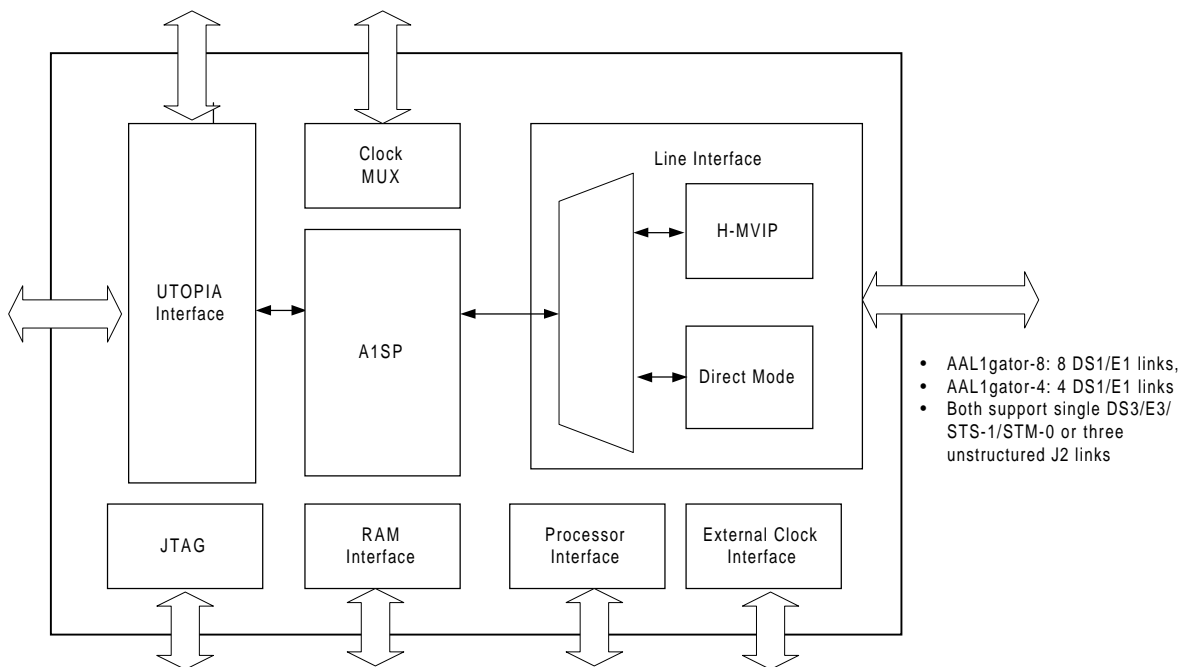 Clock
MUX
Line Interface
H-MVIP
UTOPIA
Interface
A1SP
Direct Mode
• AAL1gator-8: 8 DS1/E1 links,
• AAL1gator-4: 4 DS1/E1 links
• Both support single DS3/E3/
STS-1/STM-0 or three
unstructured J2 links
JTAG
RAM
Interface
Processor
Interface
External Clock
Interface